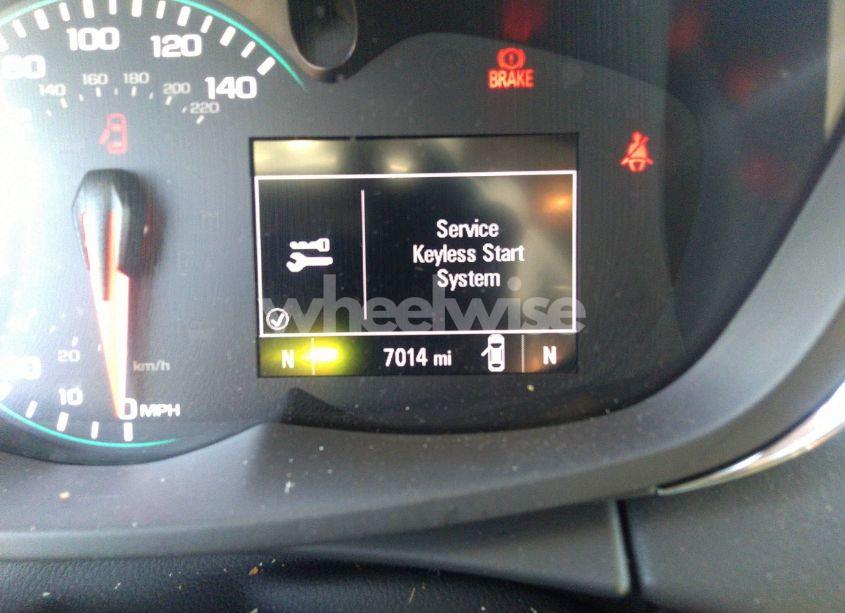 80 100 120 140
140 160 180 200 220
BRAKE
Service
Keyless Start
System
wheelwise
N 7014 mi N
20 km/h
10 0 MPH